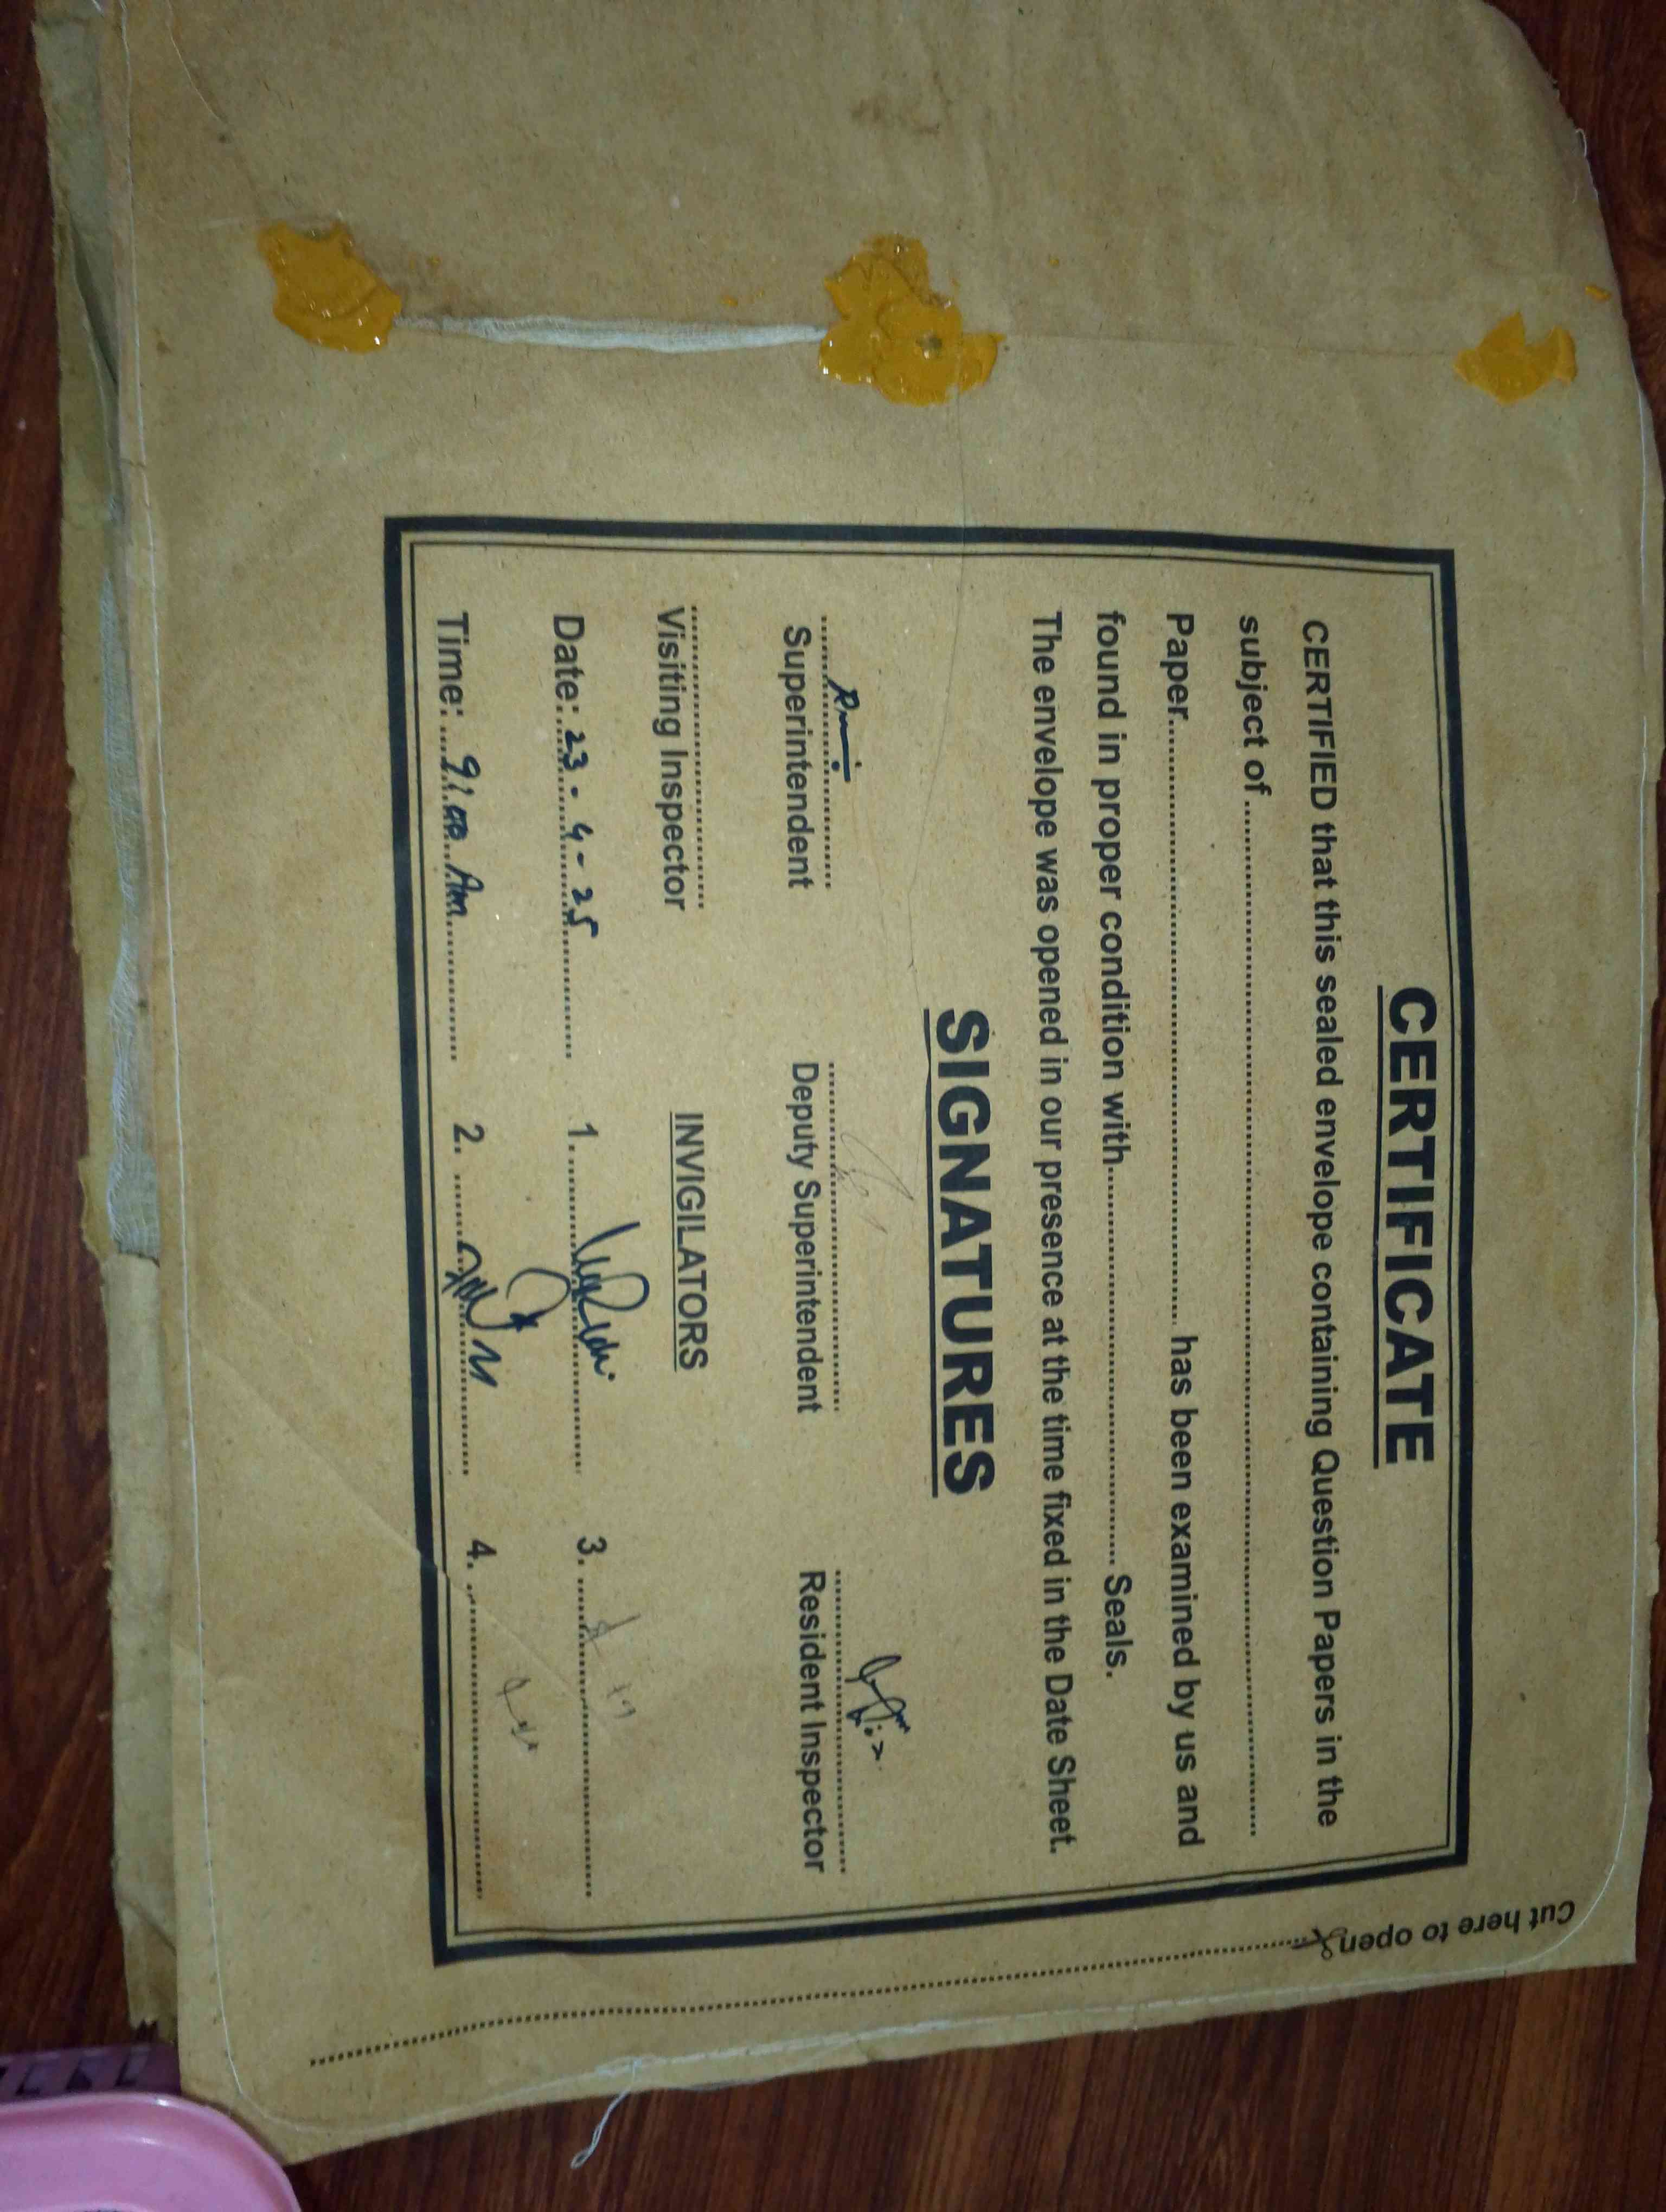 CERTIFICATE
CERTIFIED that this sealed envelope containing Question Papers in the
subject of ....................
Paper.................... has been examined by us and
found in proper condition with.................... Seals.
The envelope was opened in our presence at the time fixed in the Date Sheet.
SIGNATURES
Superintendent Deputy Superintendent Resident Inspector
Visiting Inspector INVIGILATORS
Date: 23-4-25 1. 3.
Time: 9:00 Am 2. 4.
Cut here to open